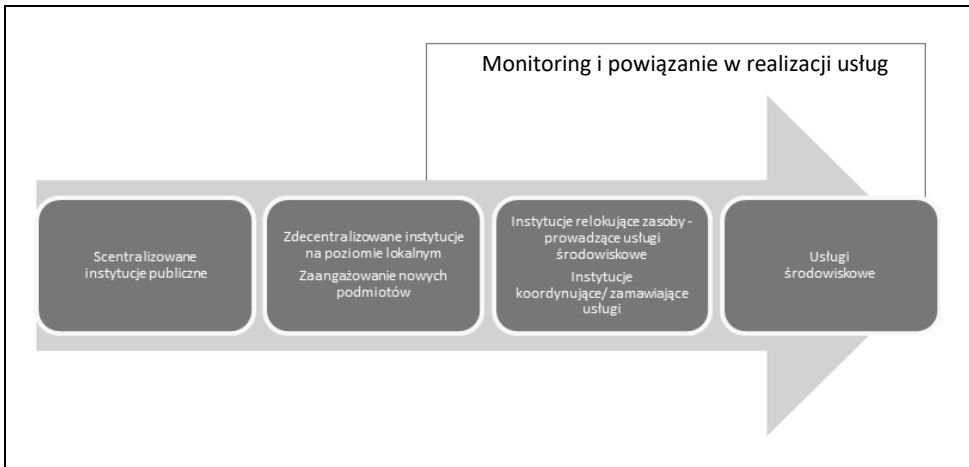 Monitoring i powiązanie w realizacji usług
Scentralizowane
instytucje publiczne
Zdecentralizowane instytucje
na poziomie lokalnym
Zaangażowanie nowych
podmiotów
Instytucje relokujące zasoby -
prowadzące usługi
środowiskowe
Instytucje
koordynujące/ zamawiające
usługi
Usługi
środowiskowe